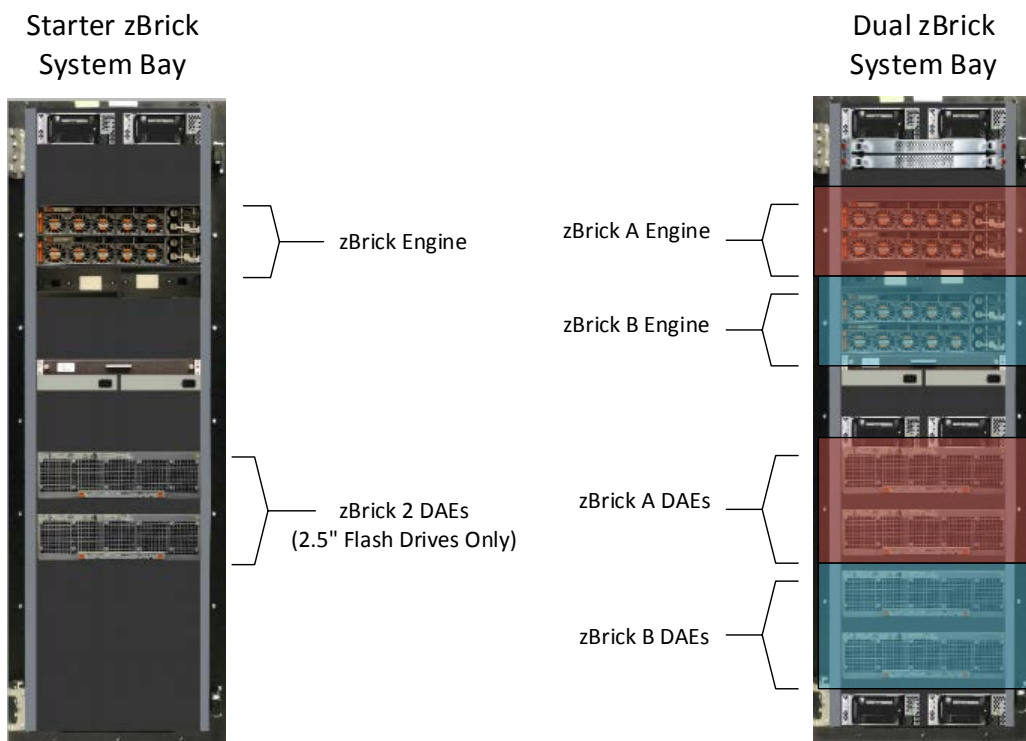 Starter zBrick
System Bay
Dual zBrick
System Bay
zBrick Engine
zBrick A Engine
zBrick B Engine
zBrick 2 DAEs
(2.5" Flash Drives Only)
zBrick A DAEs
zBrick B DAEs